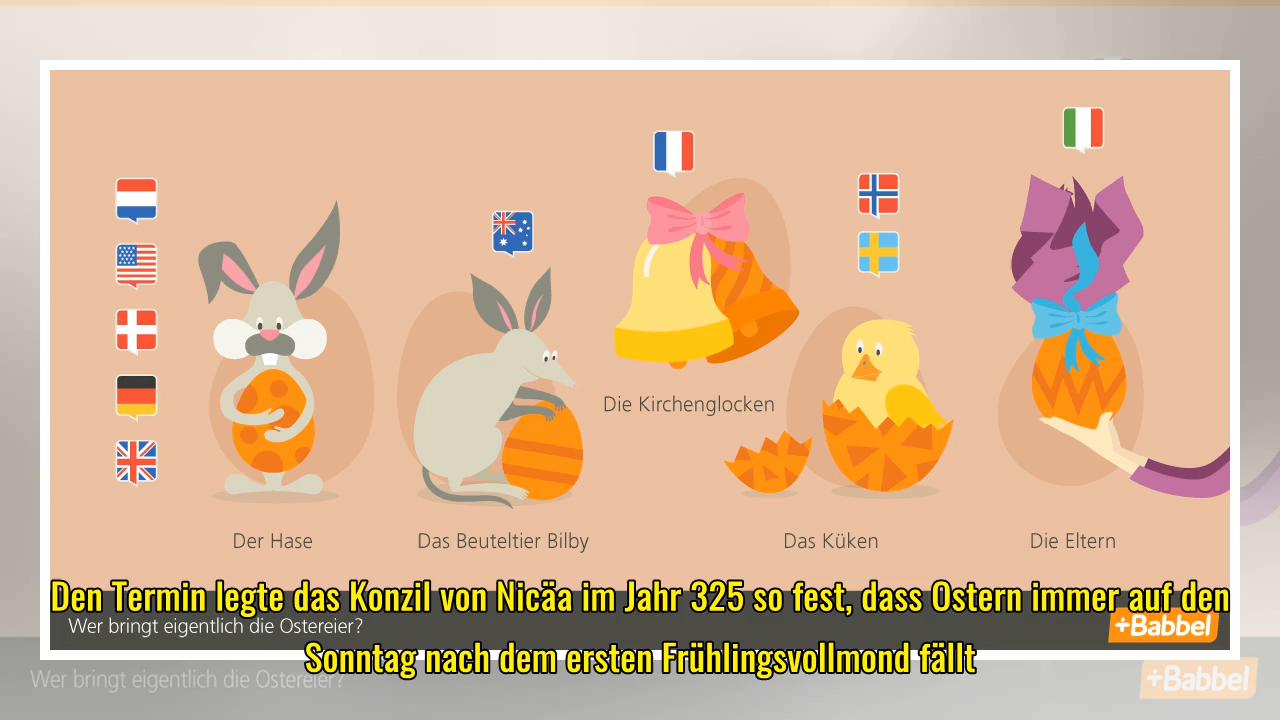 Die Kirchenglocken
Der Hase
Das Beuteltier Bilby
Das Küken
Die Eltern
Den Termin legte das Konzil von Nicäa im Jahr 325 so fest, dass Ostern immer auf den
Wer bringt eigentlich die Ostereier?
+Babbel
Sonntag nach dem ersten Frühlingsvollmond fällt
Wer bringt eigentlich die Ostereier?
+Babbel